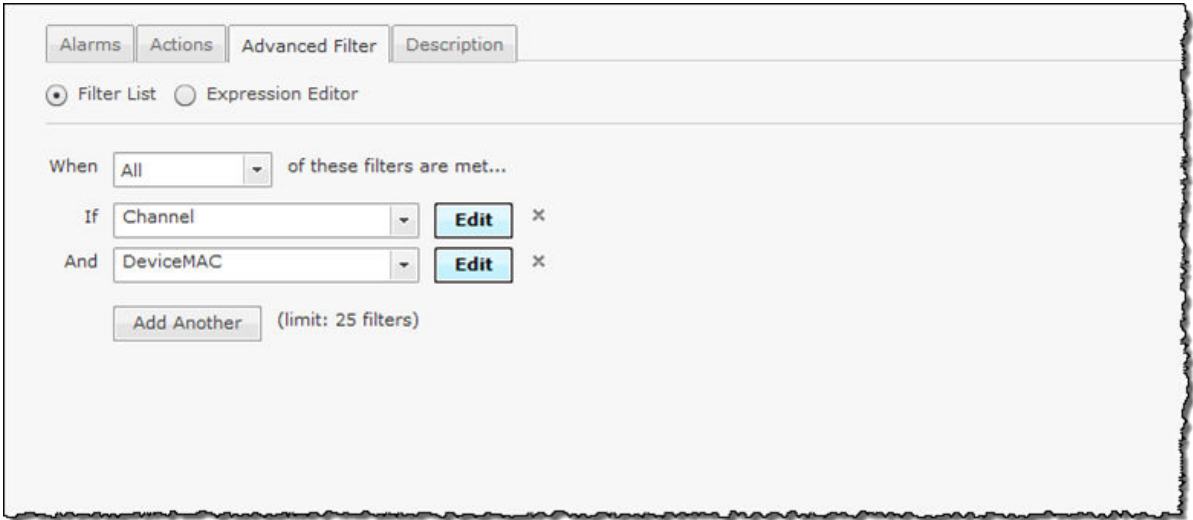 Alarms Actions Advanced Filter Description
Filter List Expression Editor
When All of these filters are met...
If Channel Edit ×
And DeviceMAC Edit ×
Add Another (limit: 25 filters)